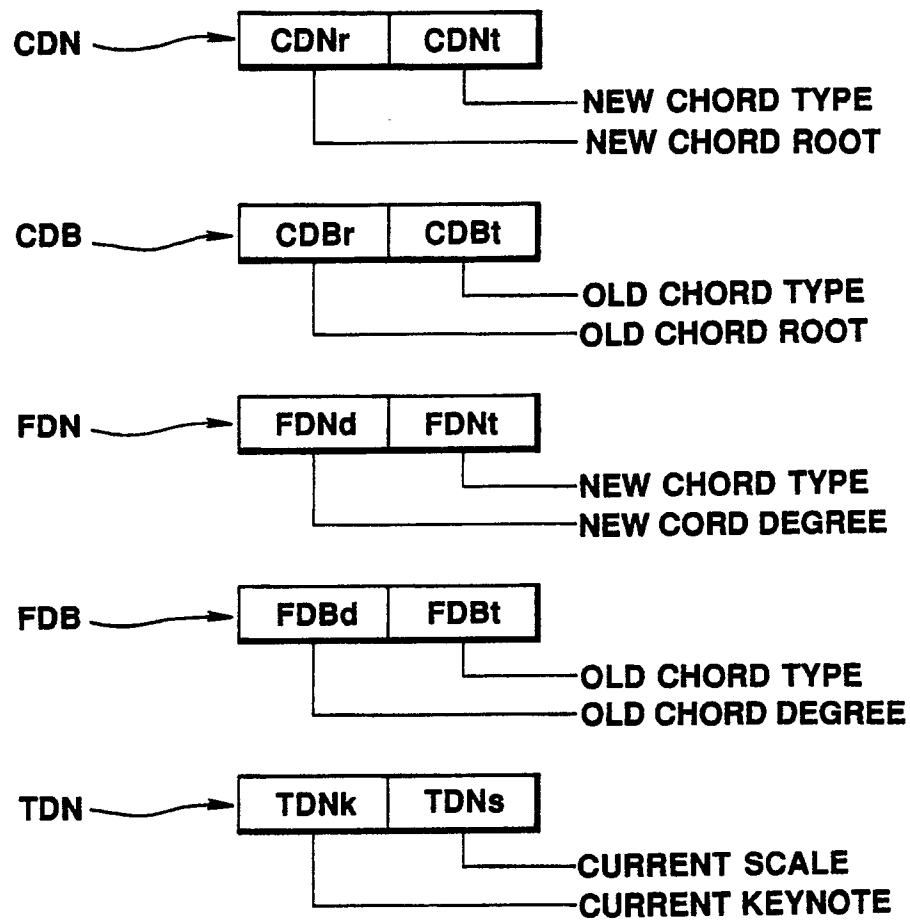 CDN CDNr CDNt
NEW CHORD TYPE
NEW CHORD ROOT
CDB CDBr CDBt
OLD CHORD TYPE
OLD CHORD ROOT
FDN FDNd FDNt
NEW CHORD TYPE
NEW CORD DEGREE
FDB FDBd FDBt
OLD CHORD TYPE
OLD CHORD DEGREE
TDN TDNk TDNs
CURRENT SCALE
CURRENT KEYNOTE